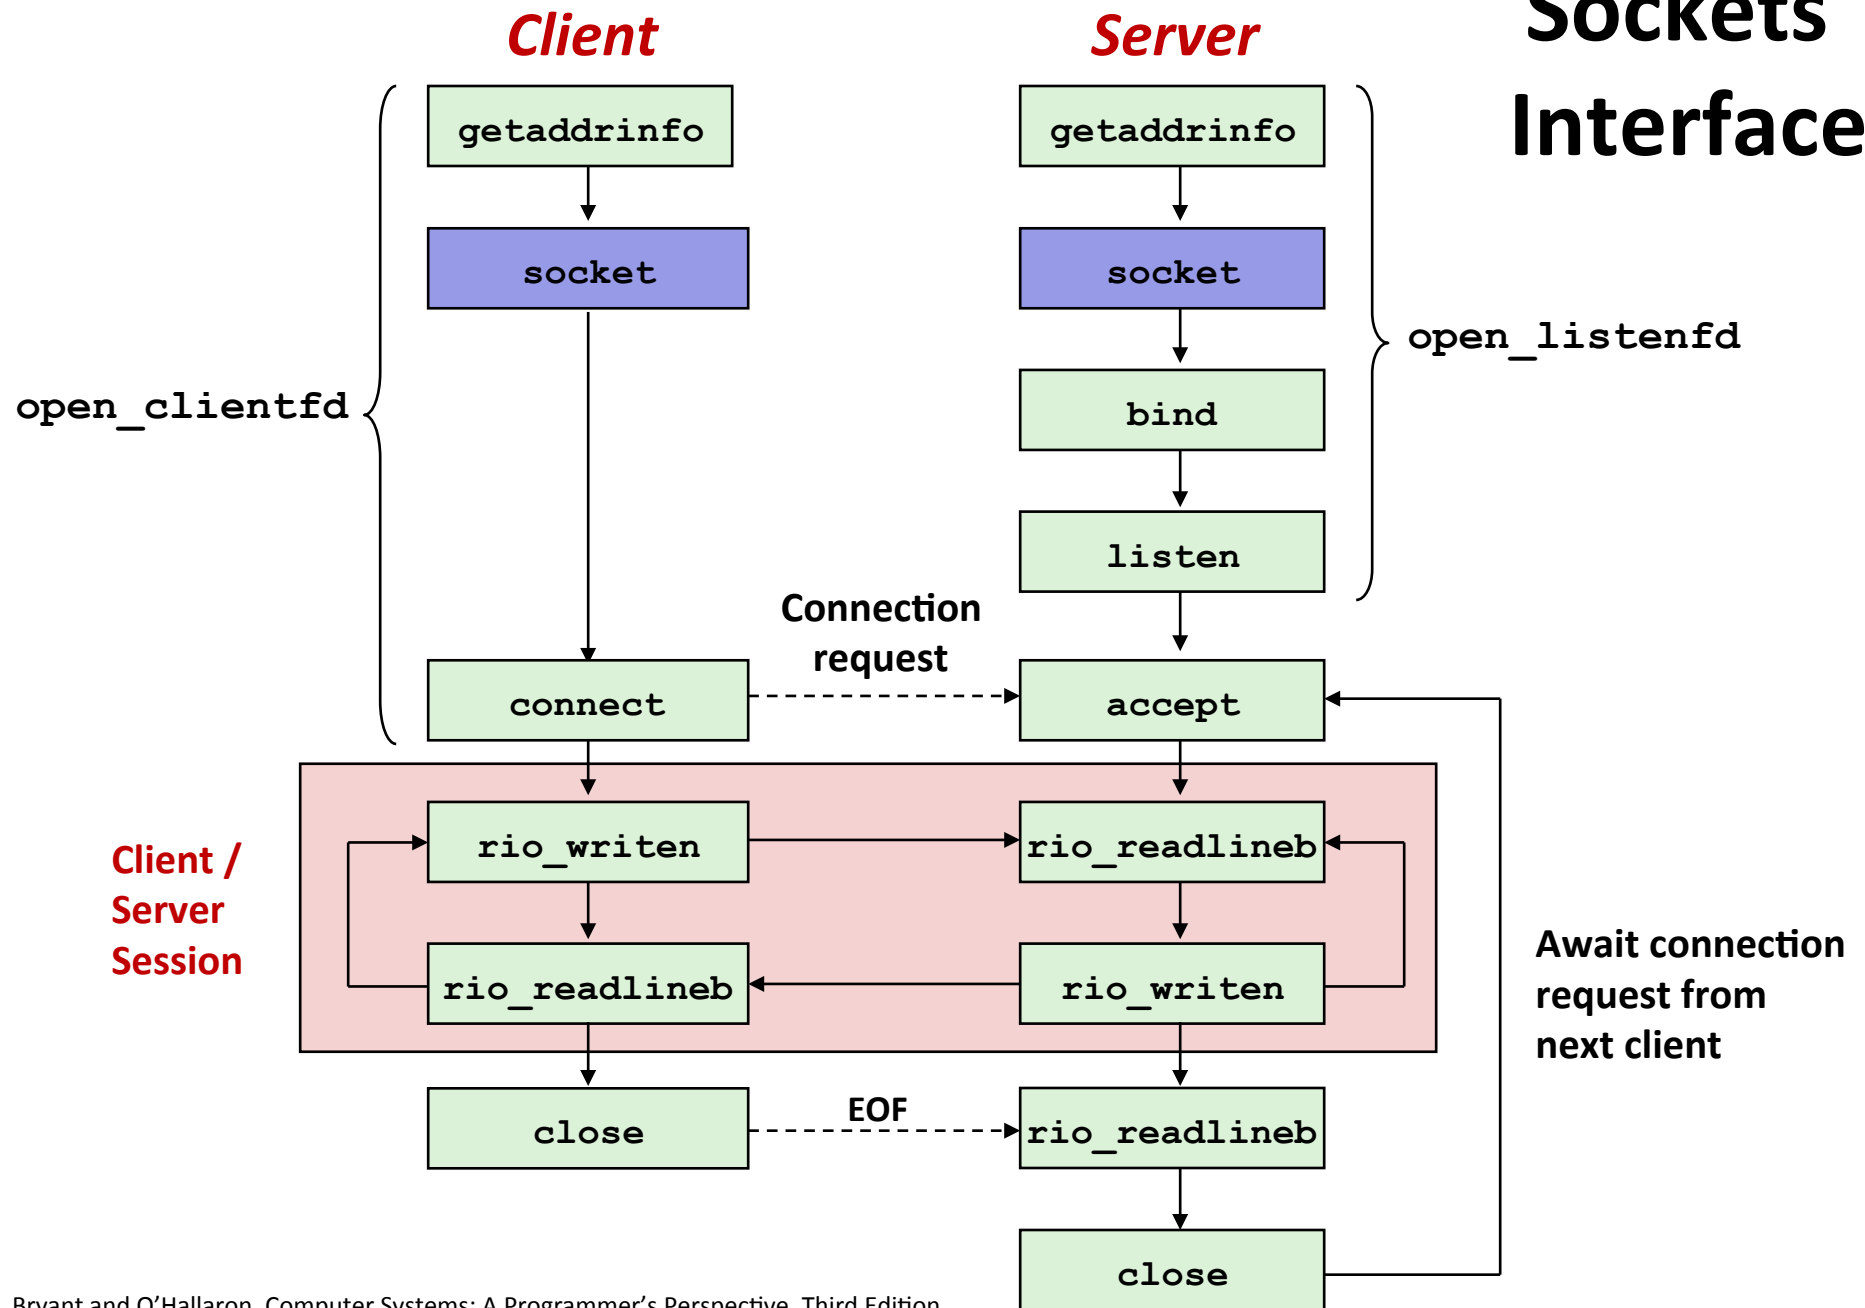 Sockets
Interface
Client
Server
getaddrinfo
getaddrinfo
socket
socket
open_listenfd
open_clientfd
bind
listen
Connection
request
connect
accept
Client /
Server
Session
rio_writen
rio_readlineb
rio_readlineb
rio_writen
Await connection
request from
next client
close
EOF
rio_readlineb
close
Bryant and O'Hallaron, Computer Systems: A Programmer's Perspective, Third Edition